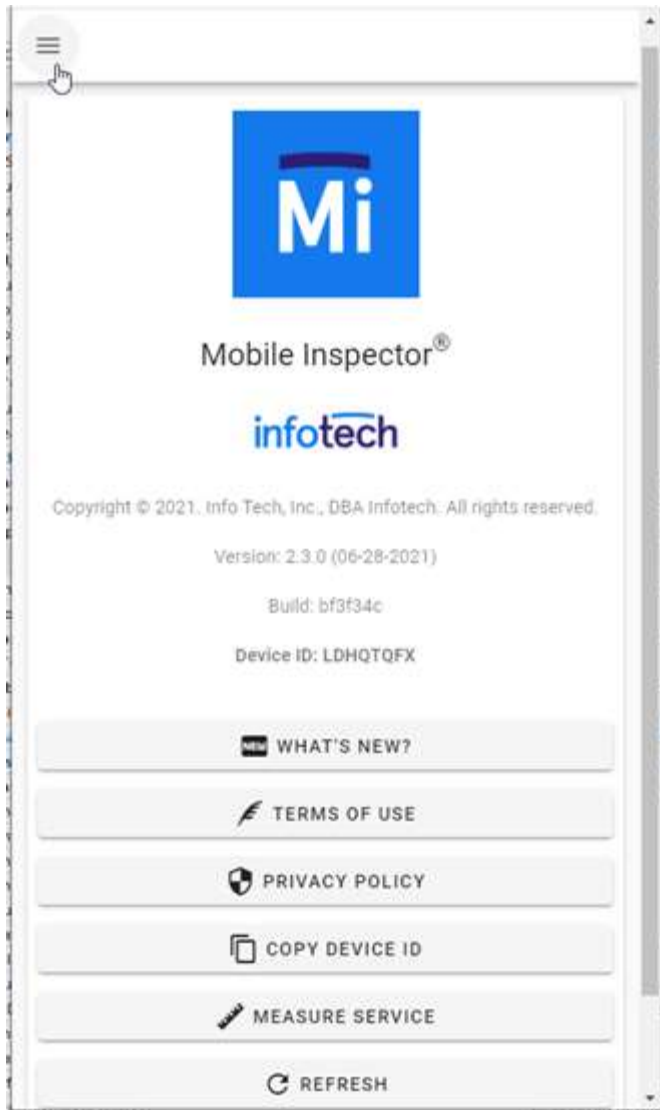 Mi
Mobile Inspector®
infotech
Copyright © 2021. Info Tech, Inc., DBA Infotech. All rights reserved.
Version: 2.3.0 (06-28-2021)
Build: bf3f34c
Device ID: LDHQTQFX
NEW WHAT'S NEW?
TERMS OF USE
PRIVACY POLICY
COPY DEVICE ID
MEASURE SERVICE
REFRESH